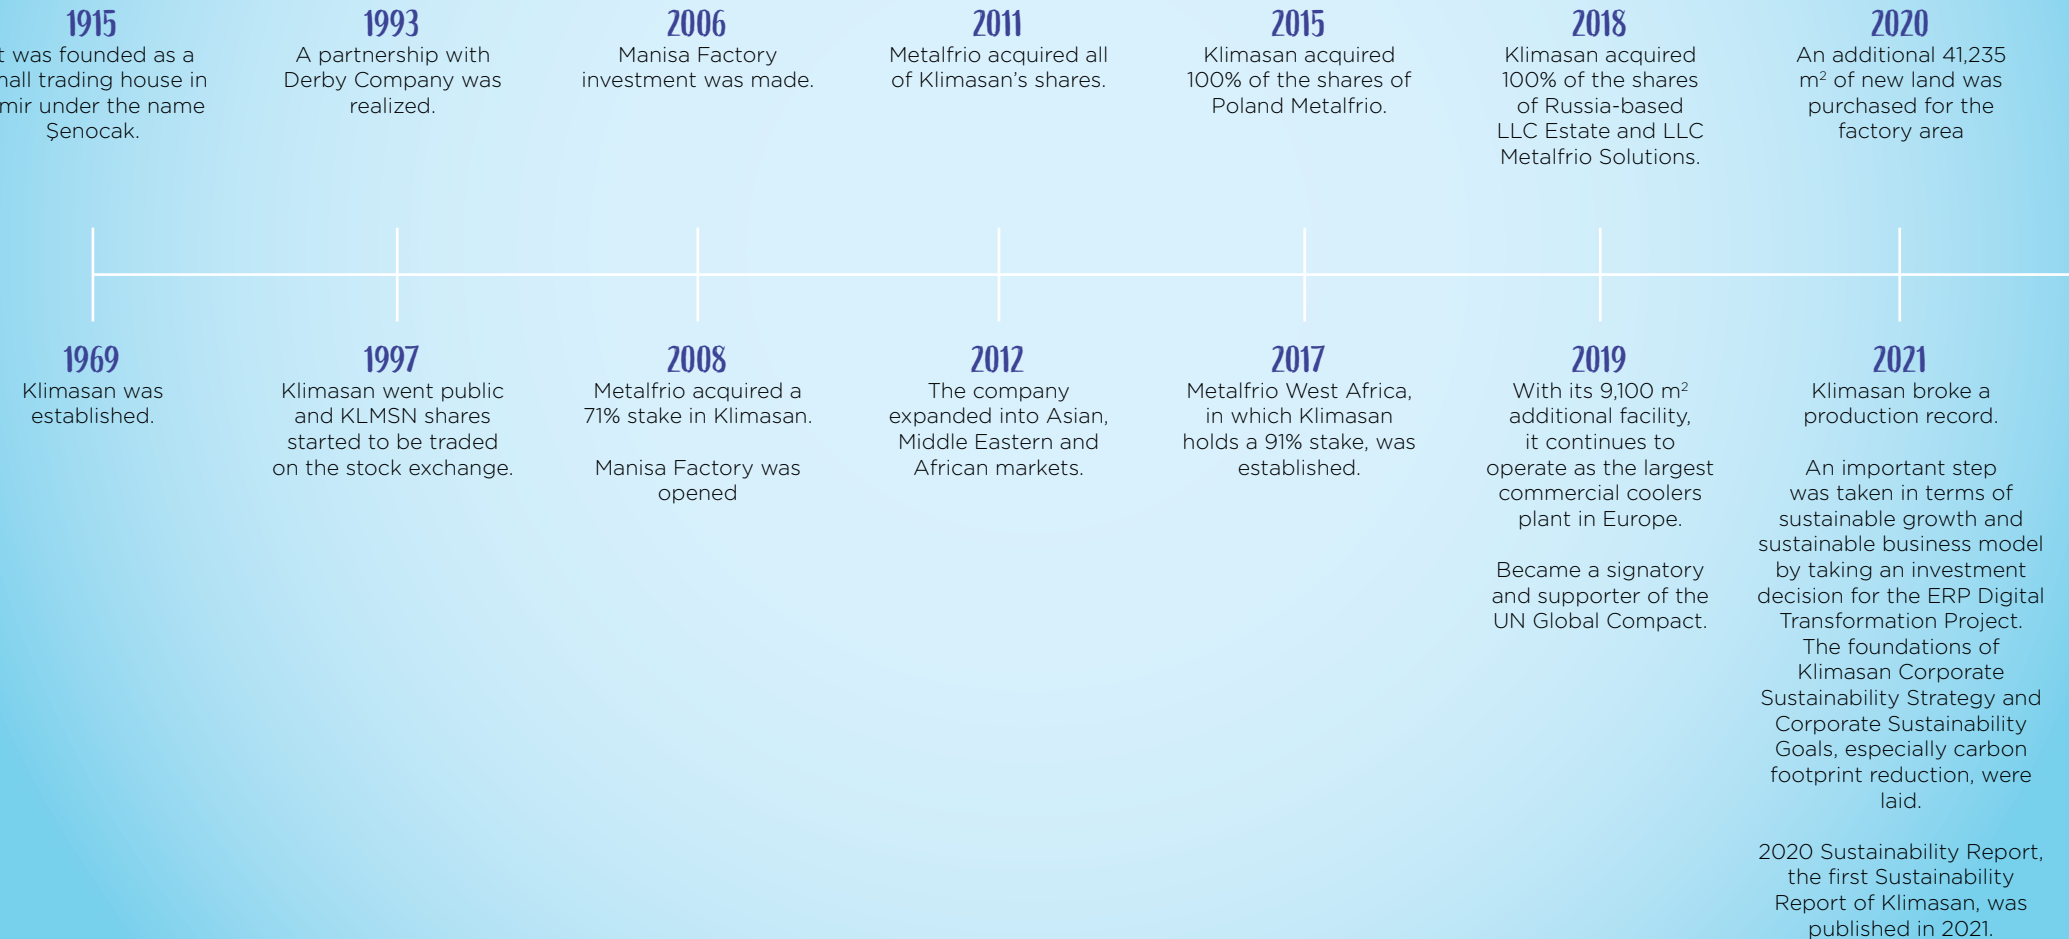 1915
t was founded as a
mall trading house in
mir under the name
Şenocak.
1993
A partnership with
Derby Company was
realized.
2006
Manisa Factory
investment was made.
2011
Metalfrio acquired all
of Klimasan’s shares.
2015
Klimasan acquired
100% of the shares of
Poland Metalfrio.
2018
Klimasan acquired
100% of the shares
of Russia-based
LLC Estate and LLC
Metalfrio Solutions.
2020
An additional 41,235
m² of new land was
purchased for the
factory area
1969
Klimasan was
established.
1997
Klimasan went public
and KLMSN shares
started to be traded
on the stock exchange.
2008
Metalfrio acquired a
71% stake in Klimasan.
Manisa Factory was
opened
2012
The company
expanded into Asian,
Middle Eastern and
African markets.
2017
Metalfrio West Africa,
in which Klimasan
holds a 91% stake, was
established.
2019
With its 9,100 m²
additional facility,
it continues to
operate as the largest
commercial coolers
plant in Europe.
Became a signatory
and supporter of the
UN Global Compact.
2021
Klimasan broke a
production record.
An important step
was taken in terms of
sustainable growth and
sustainable business model
by taking an investment
decision for the ERP Digital
Transformation Project.
The foundations of
Klimasan Corporate
Sustainability Strategy and
Corporate Sustainability
Goals, especially carbon
footprint reduction, were
laid.
2020 Sustainability Report,
the first Sustainability
Report of Klimasan, was
published in 2021.